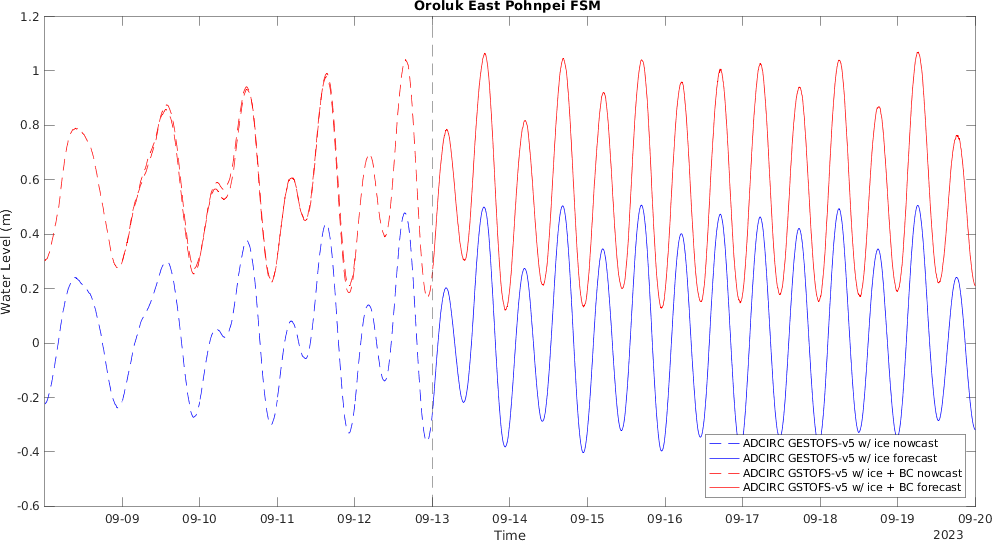 Oroluk East Pohnpei FSM
1.2
1
0.8
0.6
0.4
0.2
0
-0.2
-0.4
-0.6
Water Level (m)
ADCIRC GESTOFS-v5 w/ ice nowcast
ADCIRC GESTOFS-v5 w/ ice forecast
ADCIRC GSTOFS-v5 w/ ice + BC nowcast
ADCIRC GSTOFS-v5 w/ ice + BC forecast
09-09 09-10 09-11 09-12 09-13 09-14 09-15 09-16 09-17 09-18 09-19 09-20
Time
2023